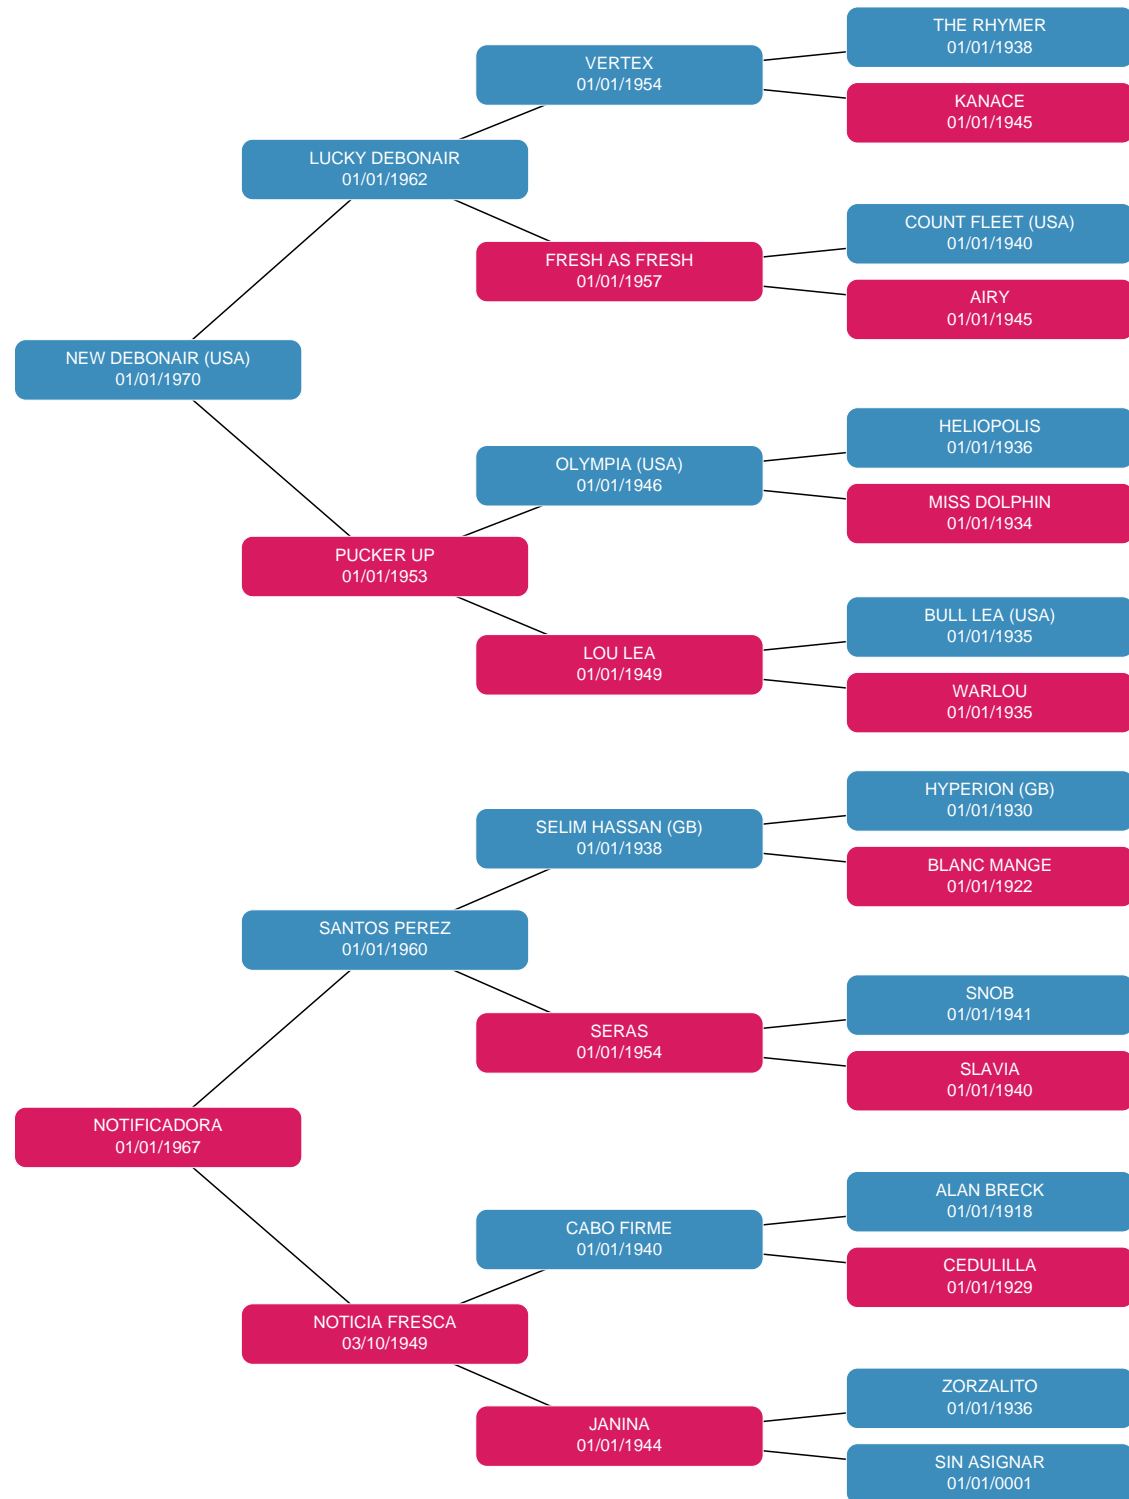 THE RHYMER
01/01/1938
VERTEX
01/01/1954
KANACE
01/01/1945
LUCKY DEBONAIR
01/01/1962
COUNT FLEET (USA)
01/01/1940
FRESH AS FRESH
01/01/1957
AIRY
01/01/1945
NEW DEBONAIR (USA)
01/01/1970
HELIOPOLIS
01/01/1936
OLYMPIA (USA)
01/01/1946
MISS DOLPHIN
01/01/1934
PUCKER UP
01/01/1953
BULL LEA (USA)
01/01/1935
LOU LEA
01/01/1949
WARLOU
01/01/1935
HYPERION (GB)
01/01/1930
SELIM HASSAN (GB)
01/01/1938
BLANC MANGE
01/01/1922
SANTOS PEREZ
01/01/1960
SNOB
01/01/1941
SERAS
01/01/1954
SLAVIA
01/01/1940
NOTIFICADORA
01/01/1967
ALAN BRECK
01/01/1918
CABO FIRME
01/01/1940
CEDULILLA
01/01/1929
NOTICIA FRESCA
03/10/1949
ZORZALITO
01/01/1936
JANINA
01/01/1944
SIN ASIGNAR
01/01/0001